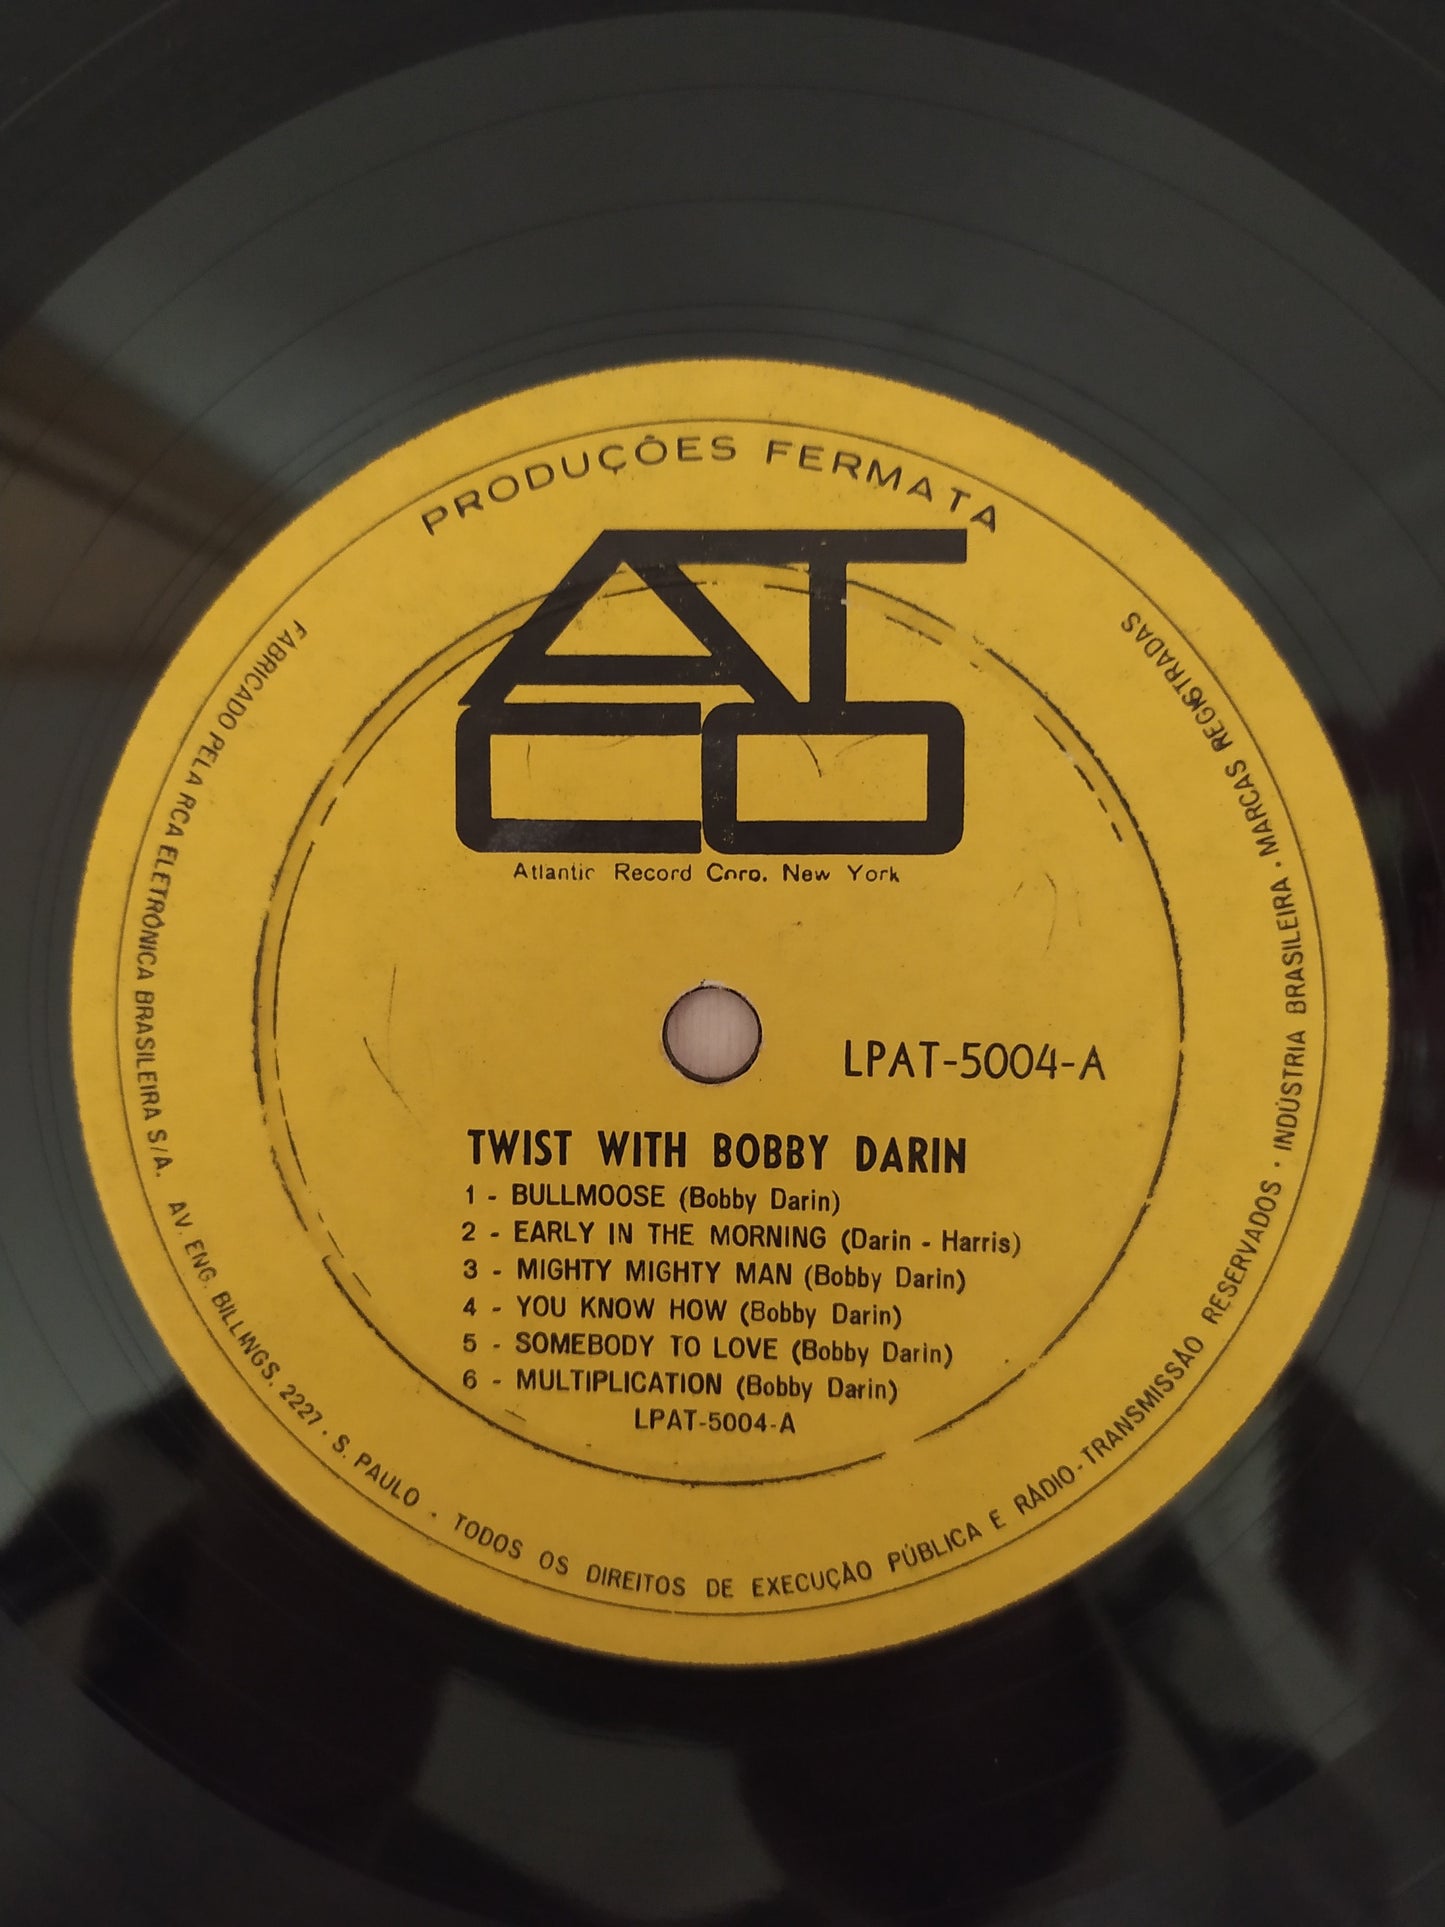 PRODUÇÕES FERMATA
ATCO
Atlantic Record Corp. New York
LPAT-5004-A
TWIST WITH BOBBY DARIN
1 - BULLMOOSE (Bobby Darin)
2 - EARLY IN THE MORNING (Darin - Harris)
3 - MIGHTY MIGHTY MAN (Bobby Darin)
4 - YOU KNOW HOW (Bobby Darin)
5 - SOMEBODY TO LOVE (Bobby Darin)
6 - MULTIPLICATION (Bobby Darin)
LPAT-5004-A
FABRICADO PELA RCA ELETRÔNICA BRASILEIRA S/A. AV. ENG. BILLINGS, 2227 · S. PAULO · TODOS OS DIREITOS DE EXECUÇÃO PÚBLICA E RÁDIO-TRANSMISSÃO RESERVADOS · INDÚSTRIA BRASILEIRA · MARCAS REGISTRADAS